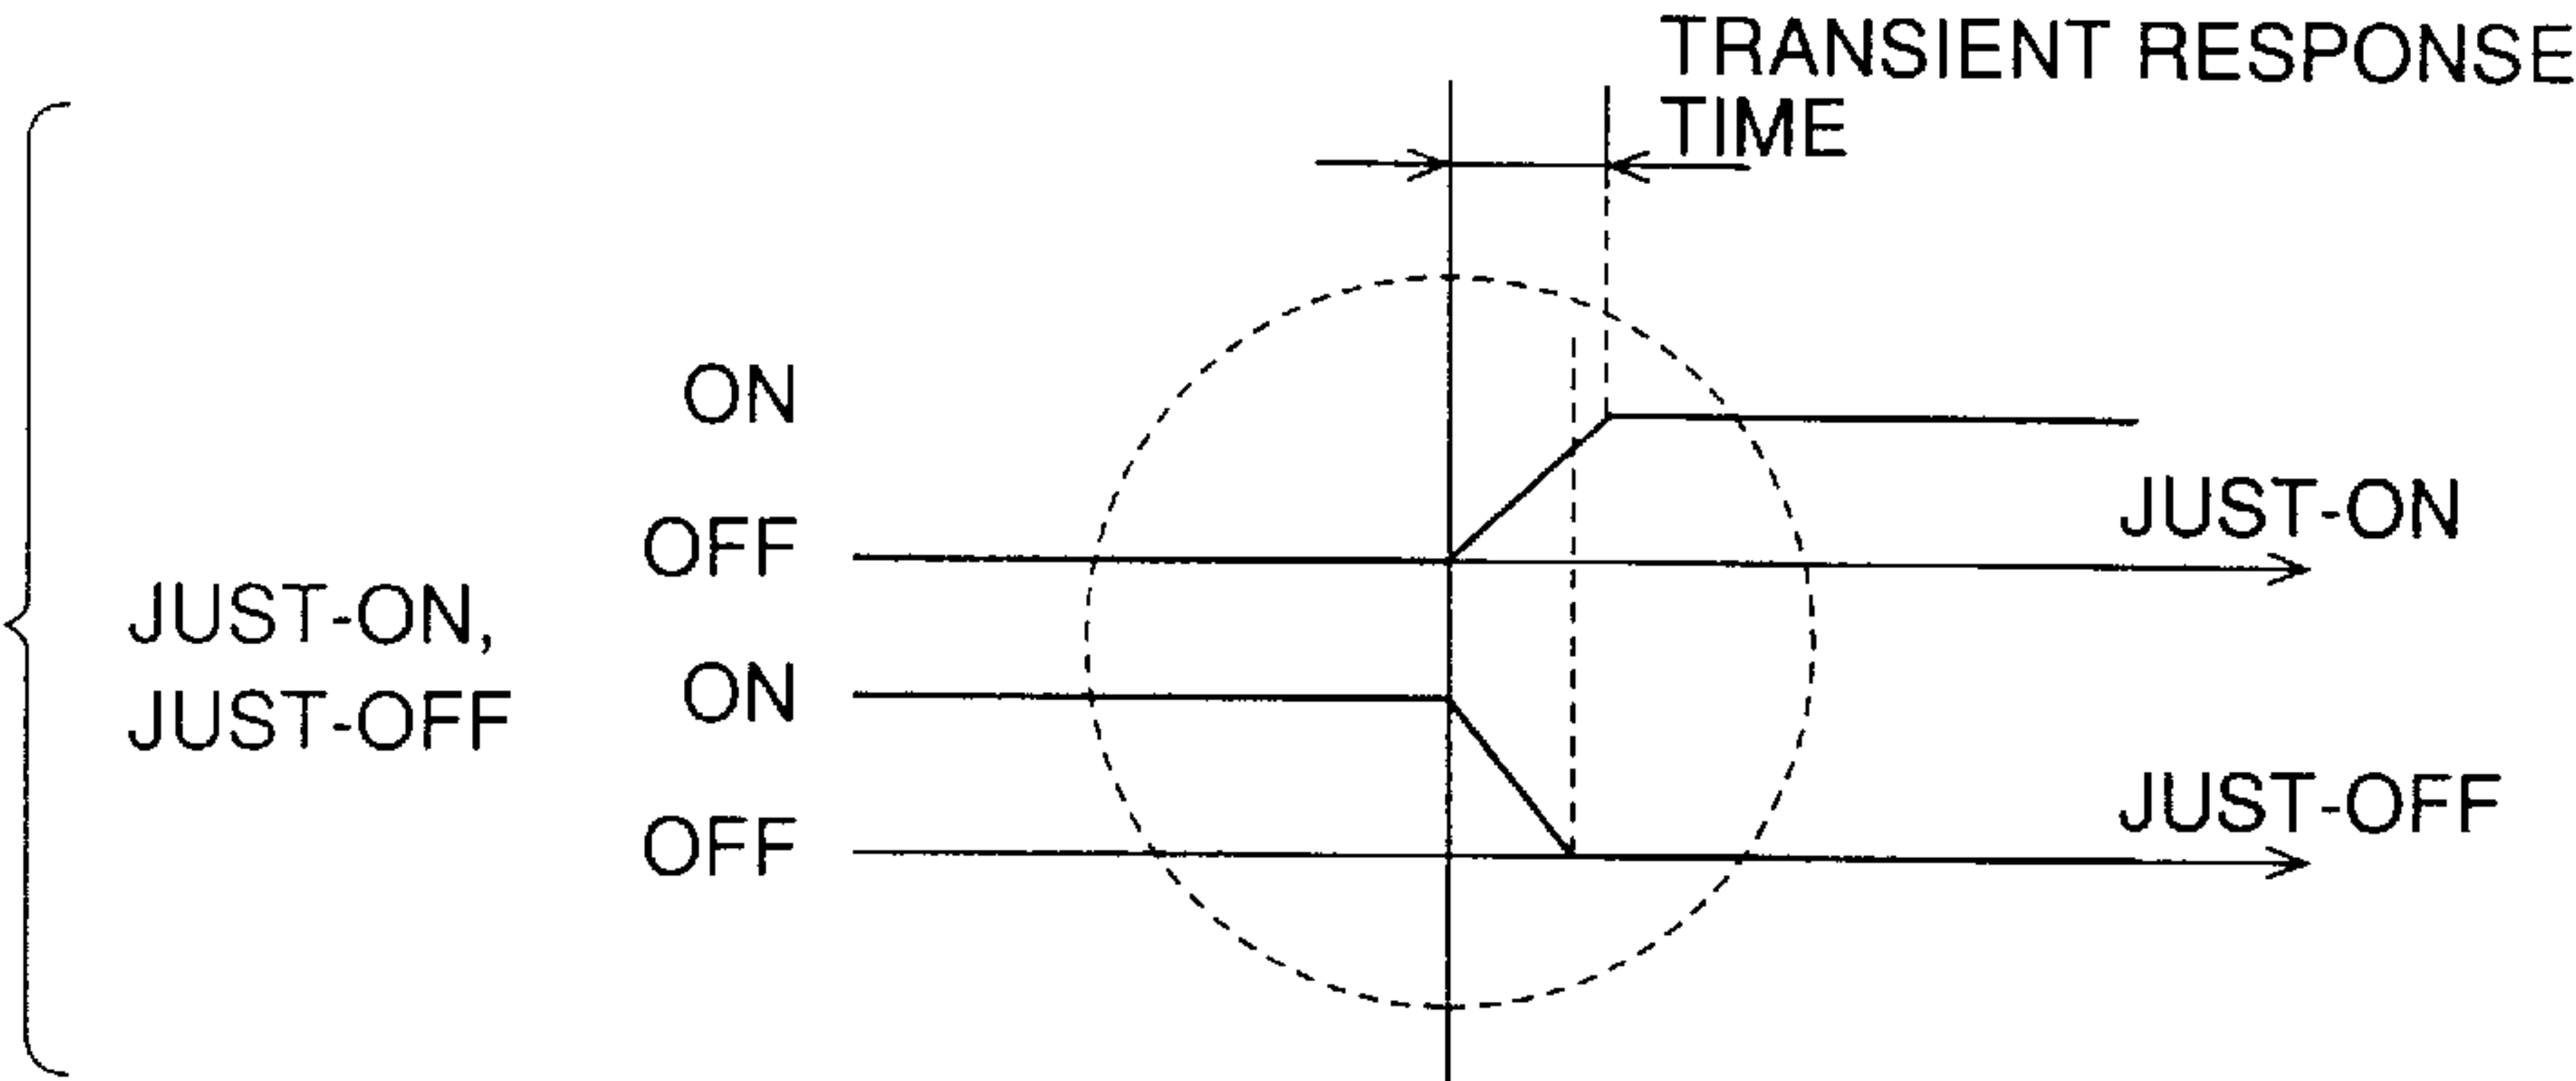 TRANSIENT RESPONSE
TIME
ON
OFF
JUST-ON
JUST-ON,
JUST-OFF
ON
OFF
JUST-OFF